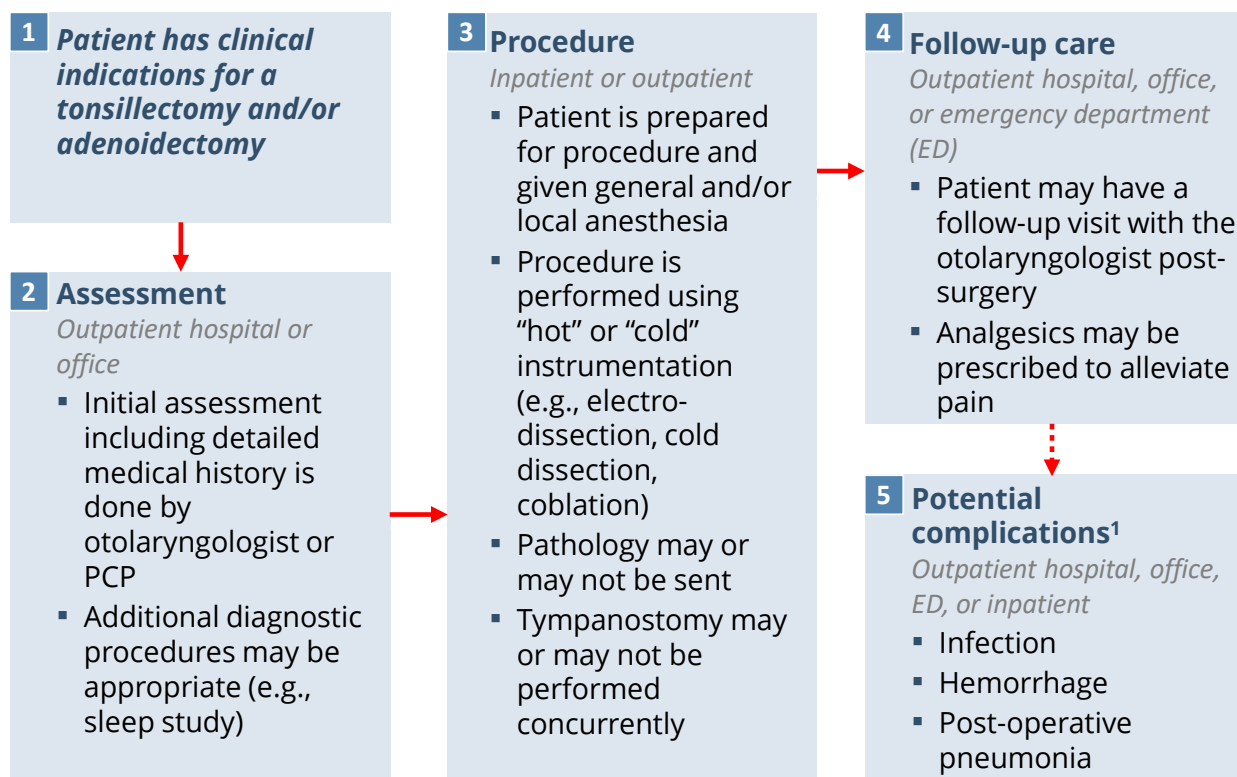 1
Patient has clinical
indications for a
tonsillectomy and/or
adenoidectomy
2
Assessment
Outpatient hospital or
office
▪ Initial assessment
including detailed
medical history is
done by
otolaryngologist or
PCP
▪ Additional diagnostic
procedures may be
appropriate (e.g.,
sleep study)
3
Procedure
Inpatient or outpatient
▪ Patient is prepared
for procedure and
given general and/or
local anesthesia
▪ Procedure is
performed using
“hot” or “cold”
instrumentation
(e.g., electro-
dissection, cold
dissection,
coblation)
▪ Pathology may or
may not be sent
▪ Tympanostomy may
or may not be
performed
concurrently
4
Follow-up care
Outpatient hospital, office,
or emergency department
(ED)
▪ Patient may have a
follow-up visit with the
otolaryngologist post-
surgery
▪ Analgesics may be
prescribed to alleviate
pain
5
Potential
complications¹
Outpatient hospital, office,
ED, or inpatient
▪ Infection
▪ Hemorrhage
▪ Post-operative
pneumonia